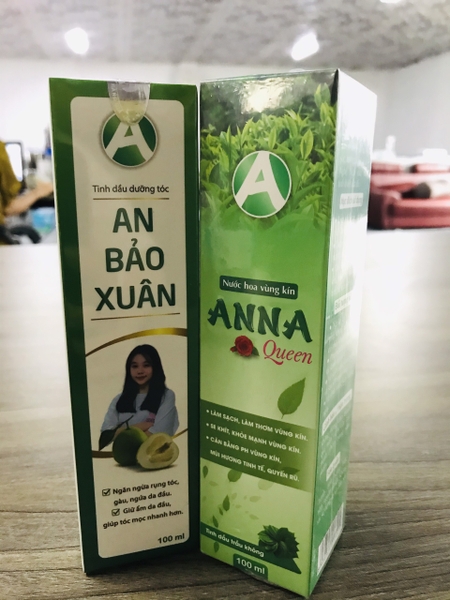 A
Tinh dầu dưỡng tóc
AN
BẢO
XUÂN
Ngăn ngừa rụng tóc,
gàu, ngứa da đầu.
Giữ ẩm da đầu,
giúp tóc mọc nhanh hơn.
100 ml
A
Nước hoa vùng kín
ANNA
Queen
• LÀM SẠCH, LÀM THƠM VÙNG KÍN.
• SE KHÍT, KHỎE MẠNH VÙNG KÍN.
• CÂN BẰNG PH VÙNG KÍN,
MÙI HƯƠNG TINH TẾ, QUYẾN RŨ.
Tinh dầu trầu không
100 ml